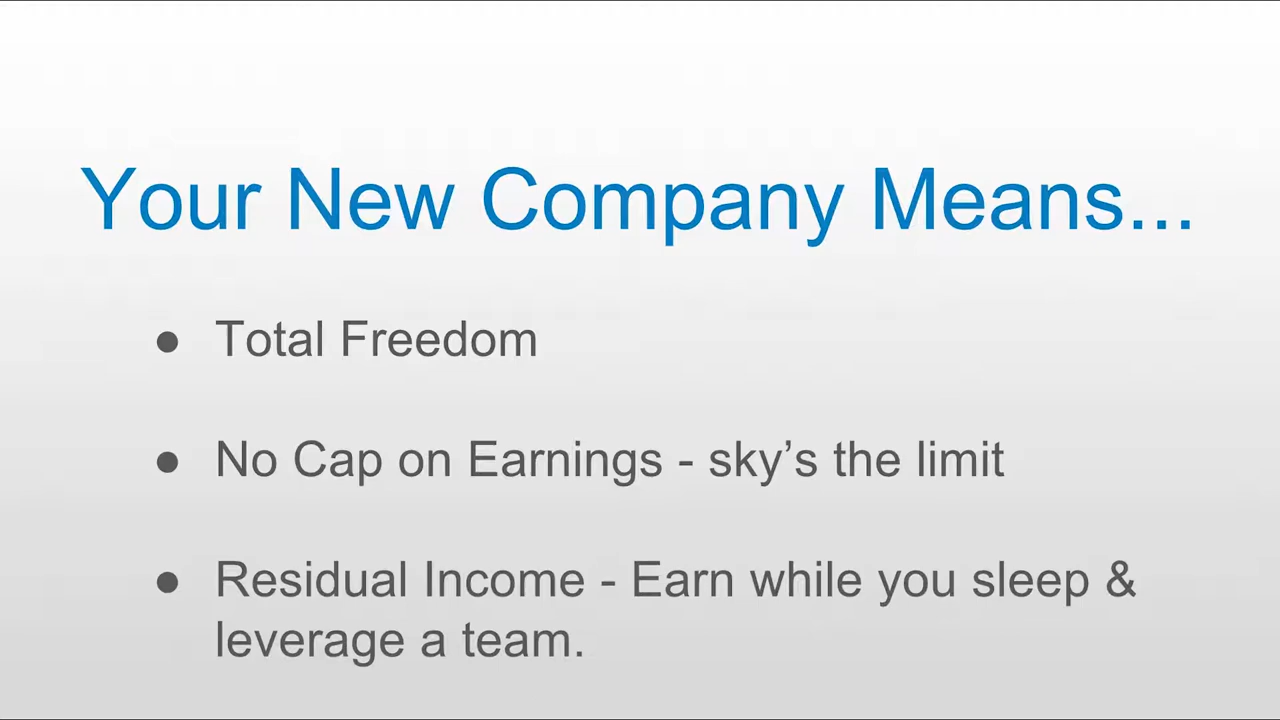 Your New Company Means...
● Total Freedom
● No Cap on Earnings - sky’s the limit
● Residual Income - Earn while you sleep &
leverage a team.